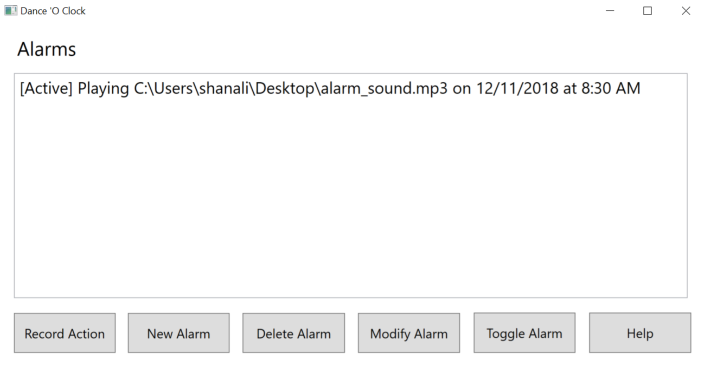 Dance 'O Clock
Alarms
[Active] Playing C:\Users\shanali\Desktop\alarm_sound.mp3 on 12/11/2018 at 8:30 AM
Record Action
New Alarm
Delete Alarm
Modify Alarm
Toggle Alarm
Help